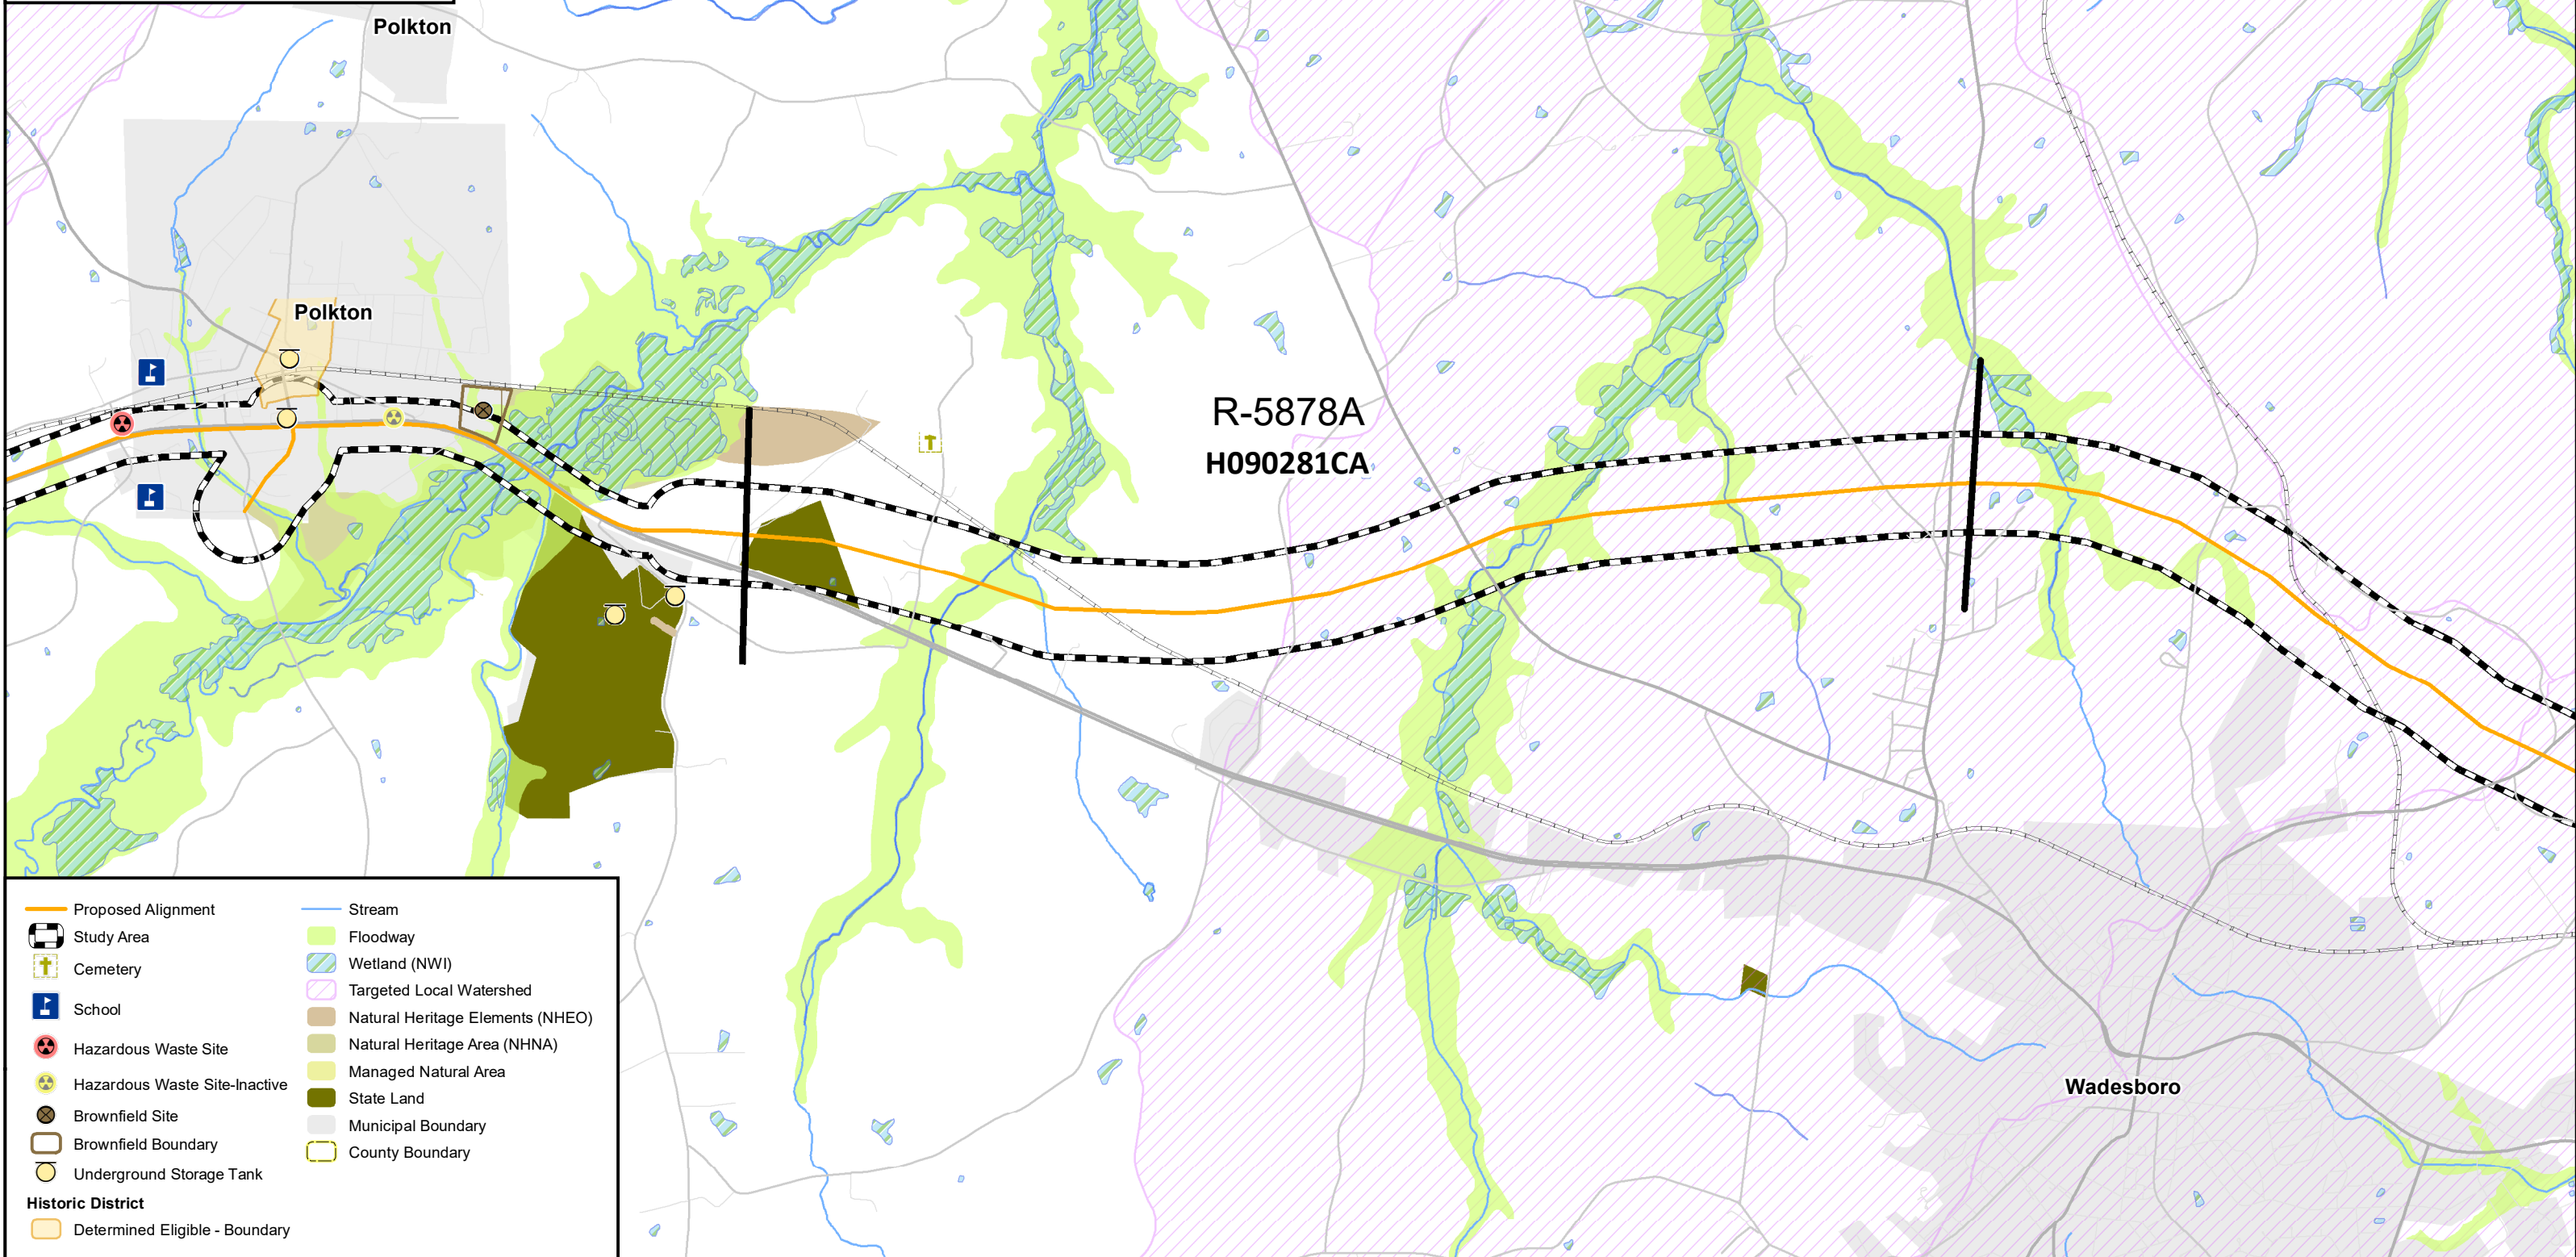 Polkton
Polkton
R-5878A
H090281CA
Wadesboro
Proposed Alignment
Study Area
Cemetery
School
Hazardous Waste Site
Hazardous Waste Site-Inactive
Brownfield Site
Brownfield Boundary
Underground Storage Tank
Historic District
Determined Eligible - Boundary
Stream
Floodway
Wetland (NWI)
Targeted Local Watershed
Natural Heritage Elements (NHEO)
Natural Heritage Area (NHNA)
Managed Natural Area
State Land
Municipal Boundary
County Boundary